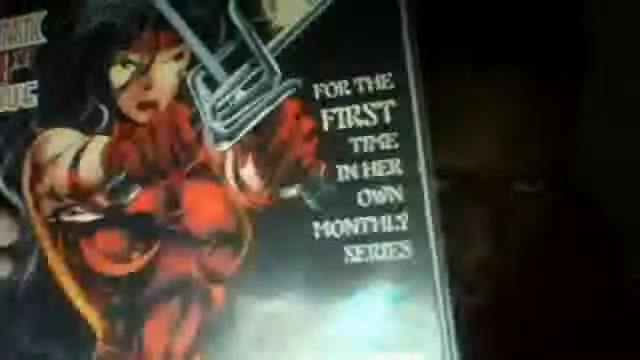 FOR THE
FIRST
TIME
IN HER
OWN
MONTHLY
SERIES